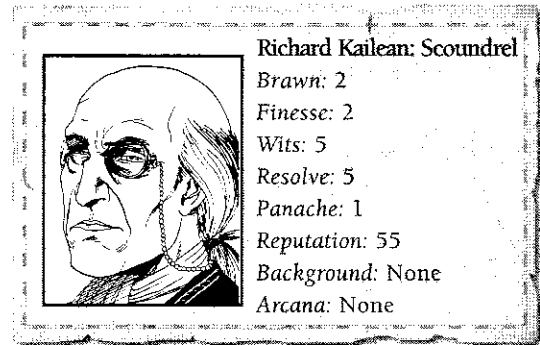 Richard Kailean: Scoundrel
Brawn: 2
Finesse: 2
Wits: 5
Resolve: 5
Panache: 1
Reputation: 55
Background: None
Arcana: None